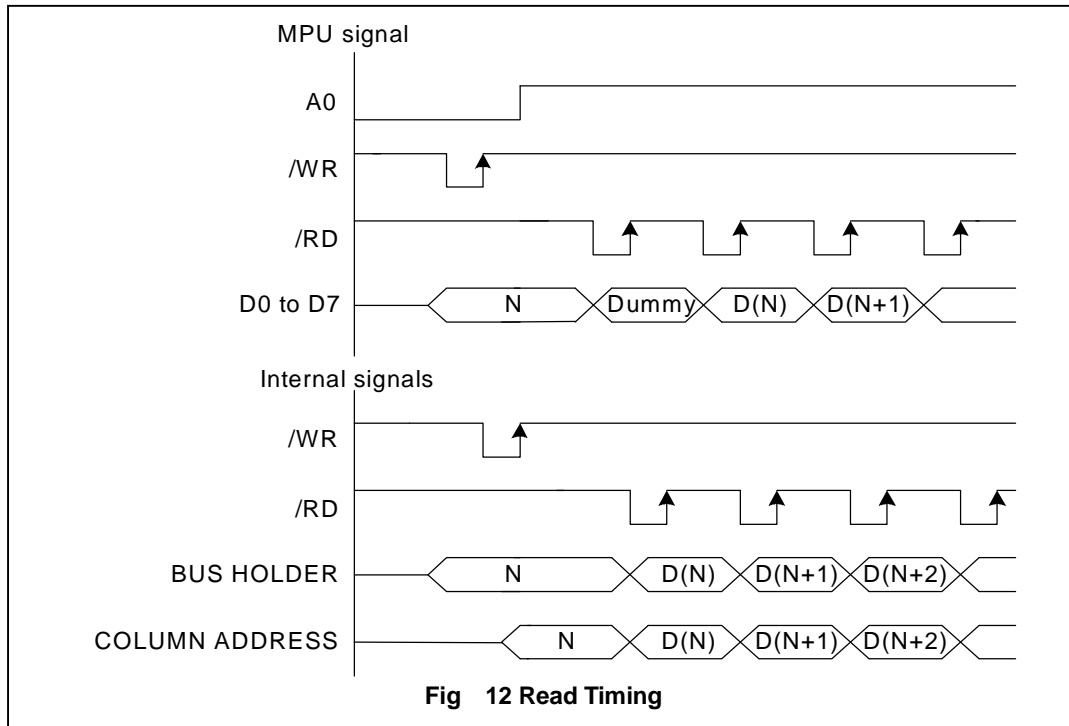 MPU signal
A0
/WR
/RD
D0 to D7 N Dummy D(N) D(N+1)
Internal signals
/WR
/RD
BUS HOLDER N D(N) D(N+1) D(N+2)
COLUMN ADDRESS N D(N) D(N+1) D(N+2)
Fig 12 Read Timing